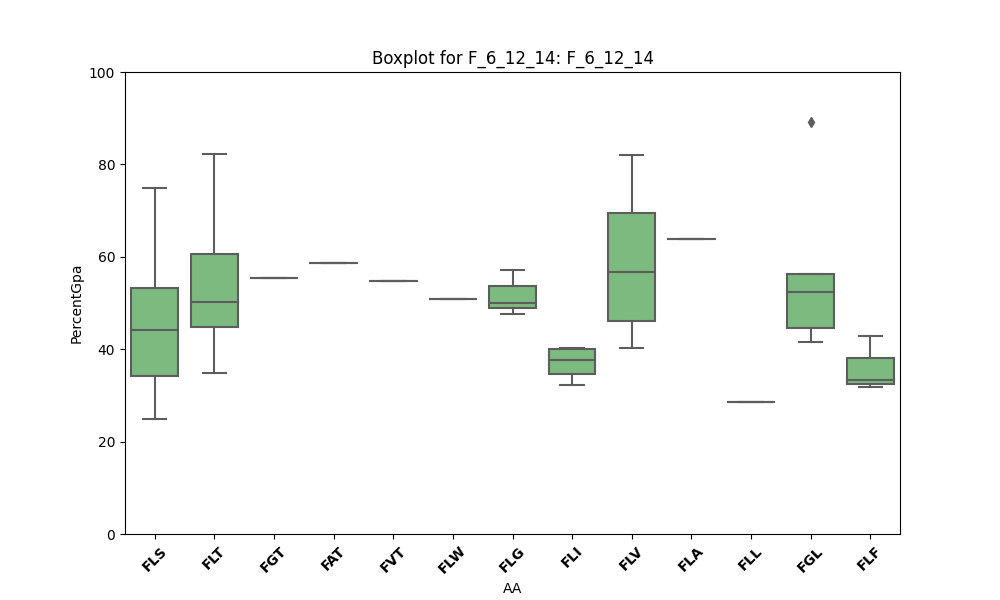 Boxplot for F_6_12_14: F_6_12_14
PercentGpa
100
80
60
40
20
0
FLS FLT FGT FAT FVT FLW FLG FLI FLV FLA FLL FGL FLF
AA